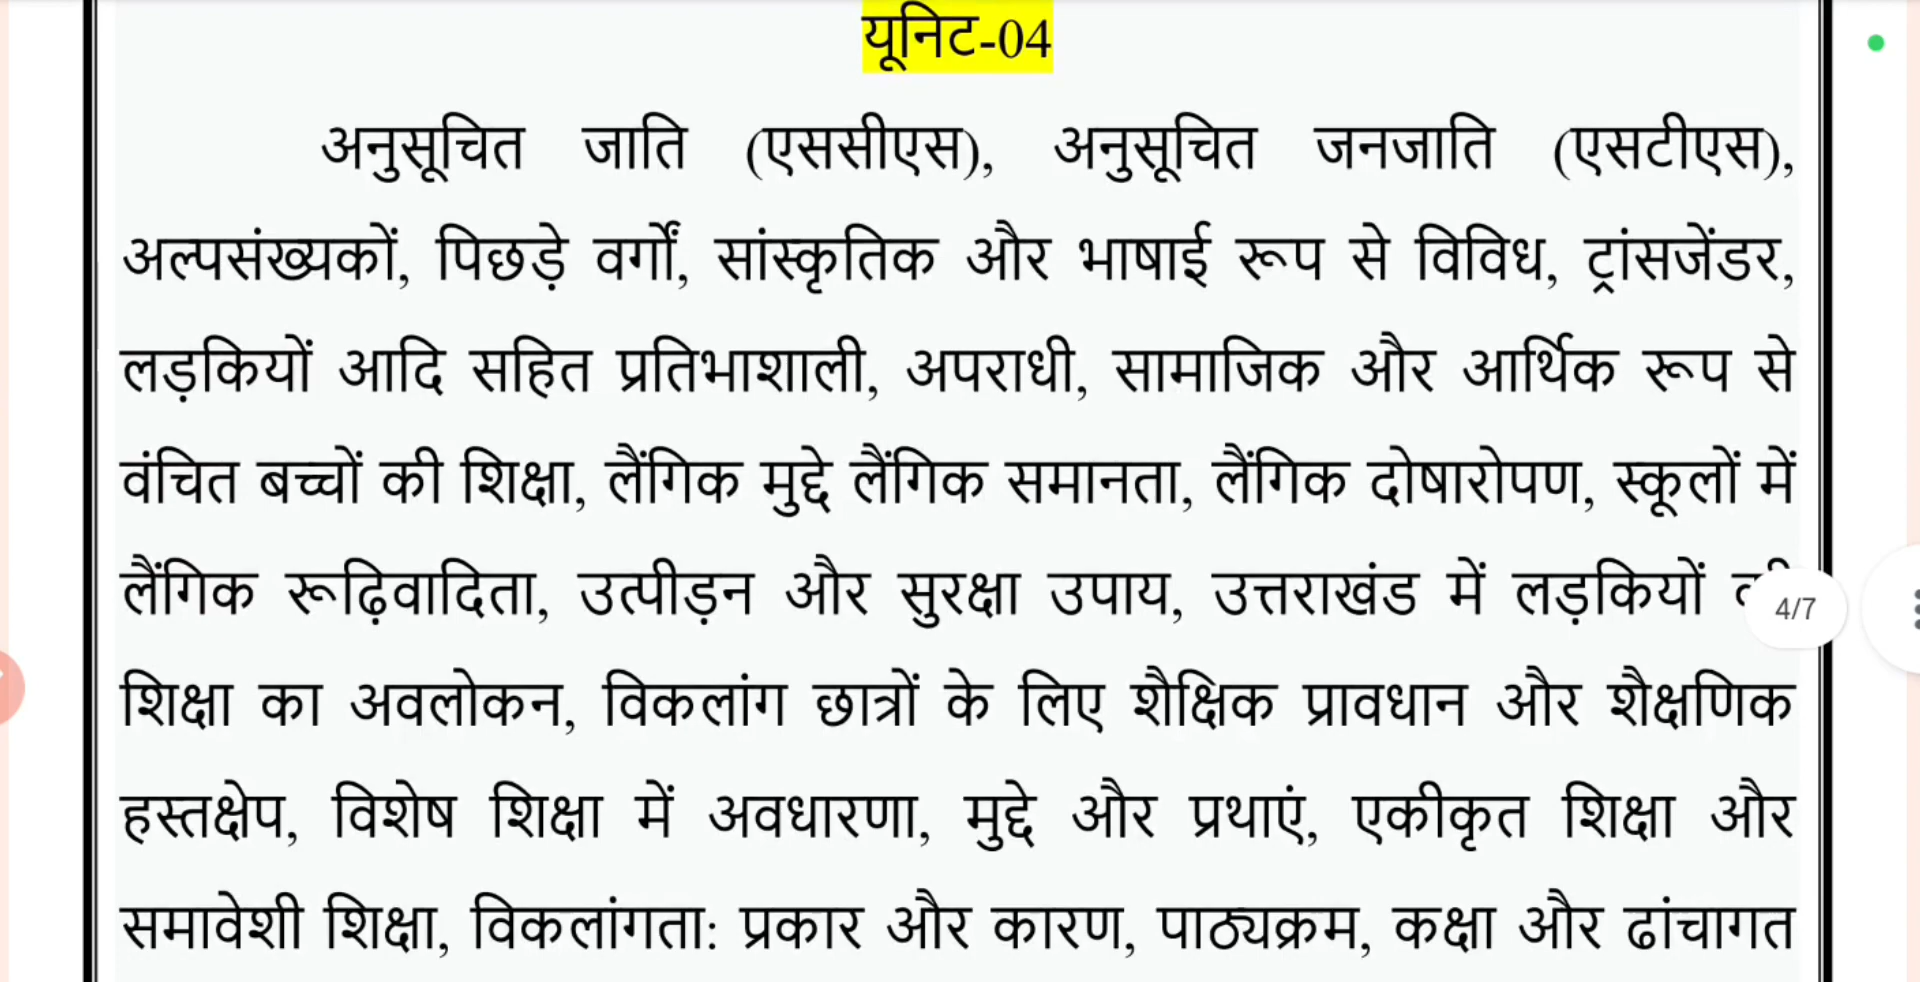 यूनिट-04
अनुसूचित जाति (एससीएस), अनुसूचित जनजाति (एसटीएस),
अल्पसंख्यकों, पिछड़े वर्गों, सांस्कृतिक और भाषाई रूप से विविध, ट्रांसजेंडर,
लड़कियों आदि सहित प्रतिभाशाली, अपराधी, सामाजिक और आर्थिक रूप से
वंचित बच्चों की शिक्षा, लैंगिक मुद्दे लैंगिक समानता, लैंगिक दोषारोपण, स्कूलों में
लैंगिक रूढ़िवादिता, उत्पीड़न और सुरक्षा उपाय, उत्तराखंड में लड़कियों
4/7
शिक्षा का अवलोकन, विकलांग छात्रों के लिए शैक्षिक प्रावधान और शैक्षणिक
हस्तक्षेप, विशेष शिक्षा में अवधारणा, मुद्दे और प्रथाएं, एकीकृत शिक्षा और
समावेशी शिक्षा, विकलांगता: प्रकार और कारण, पाठ्यक्रम, कक्षा और ढांचागत